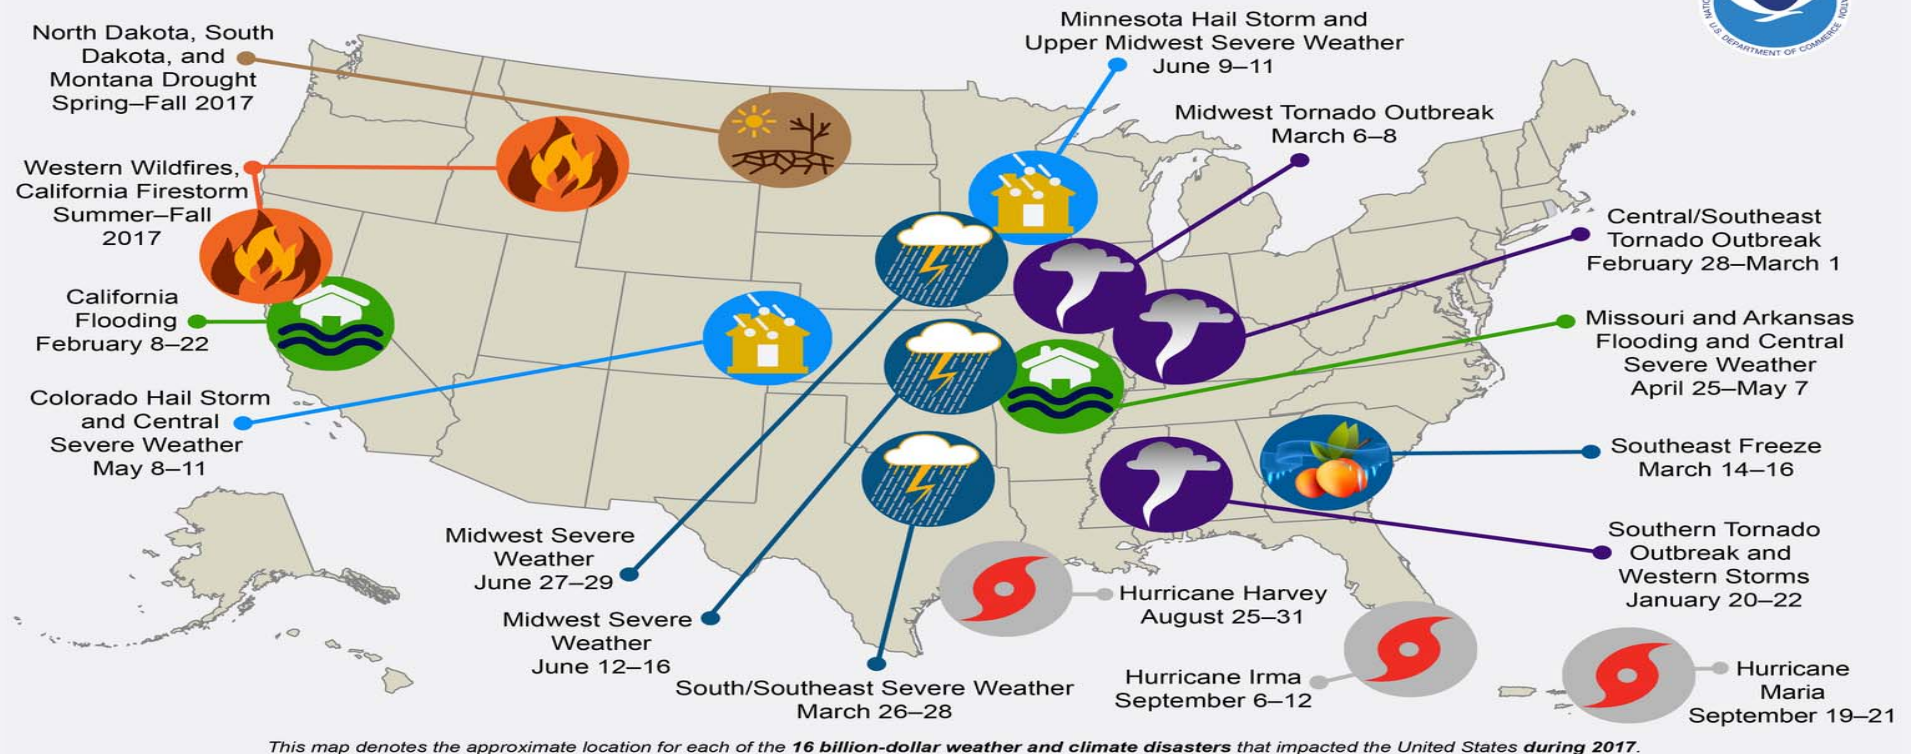 North Dakota, South
Dakota, and
Montana Drought
Spring–Fall 2017
Western Wildfires,
California Firestorm
Summer–Fall
2017
California
Flooding
February 8–22
Colorado Hail Storm
and Central
Severe Weather
May 8–11
Minnesota Hail Storm and
Upper Midwest Severe Weather
June 9–11
Midwest Tornado Outbreak
March 6–8
U.S. DEPARTMENT OF COMMERCE
Central/Southeast
Tornado Outbreak
February 28–March 1
Missouri and Arkansas
Flooding and Central
Severe Weather
April 25–May 7
Southeast Freeze
March 14–16
Southern Tornado
Outbreak and
Western Storms
January 20–22
Midwest Severe
Weather
June 27–29
Midwest Severe
Weather
June 12–16
South/Southeast Severe Weather
March 26–28
Hurricane Harvey
August 25–31
Hurricane Irma
September 6–12
Hurricane
Maria
September 19–21
This map denotes the approximate location for each of the 16 billion-dollar weather and climate disasters that impacted the United States during 2017.